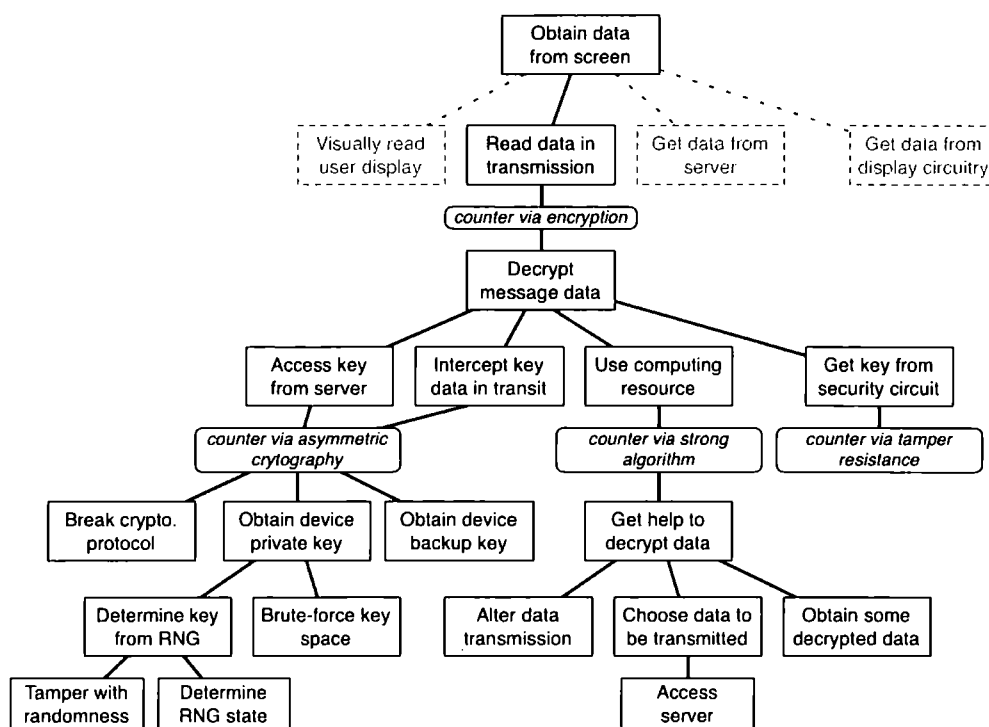 Obtain data
from screen
Visually read
user display
Read data in
transmission
Get data from
server
Get data from
display circuitry
counter via encryption
Decrypt
message data
Access key
from server
Intercept key
data in transit
Use computing
resource
Get key from
security circuit
counter via asymmetric
crytography
counter via strong
algorithm
counter via tamper
resistance
Break crypto.
protocol
Obtain device
private key
Obtain device
backup key
Get help to
decrypt data
Determine key
from RNG
Brute-force key
space
Alter data
transmission
Choose data to
be transmitted
Obtain some
decrypted data
Tamper with
randomness
Determine
RNG state
Access
server